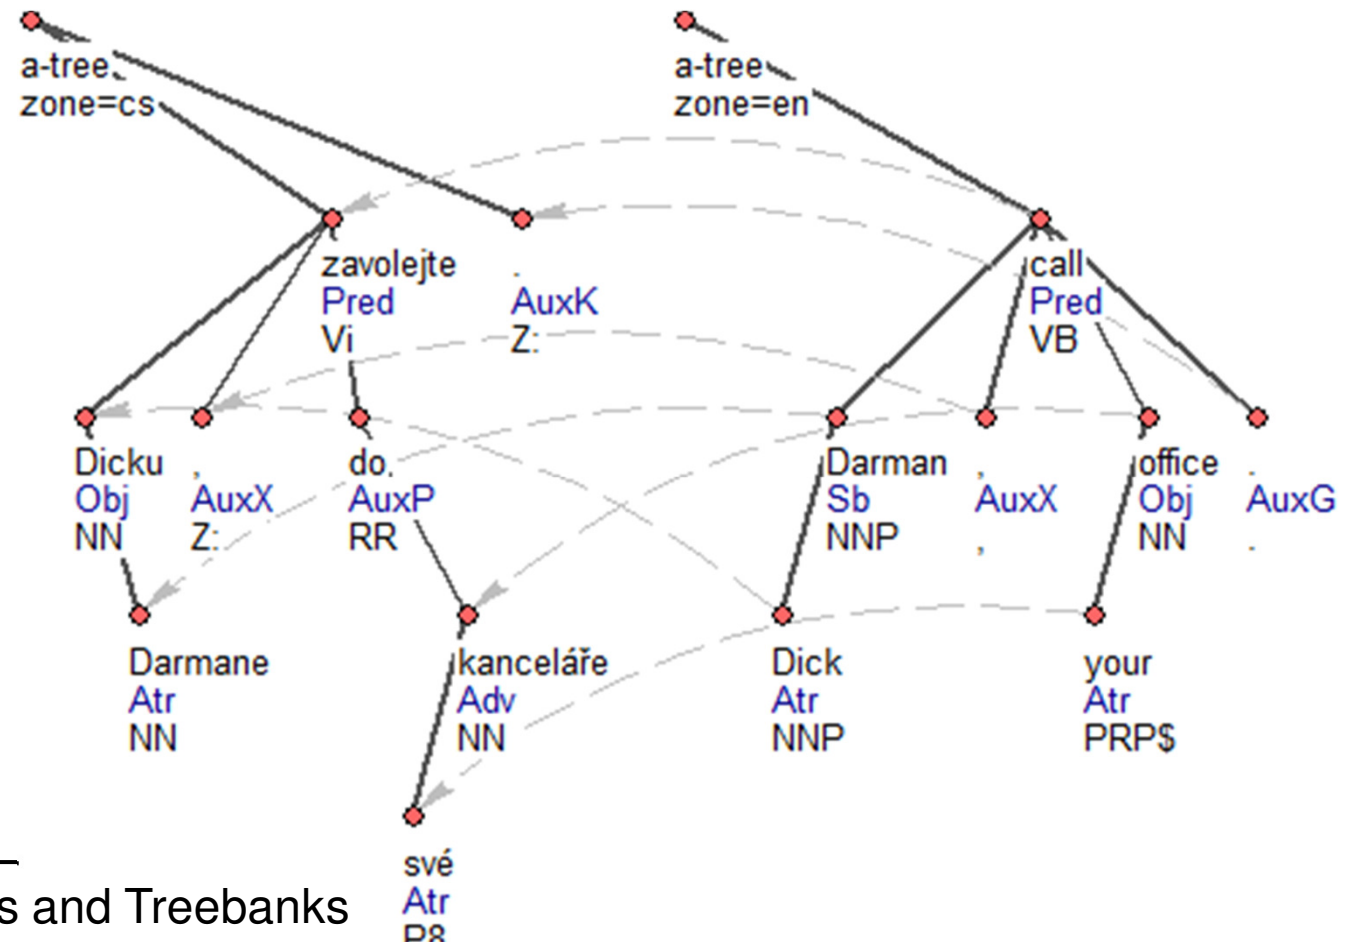 a-tree
zone=cs
a-tree
zone=en
zavolejte
Pred
Vi
.
AuxK
Z:
call
Pred
VB
Dicku
Obj
NN
,
AuxX
Z:
do.
AuxP
RR
Darman
Sb
NNP
,
AuxX
,
office
Obj
NN
.
AuxG
.
Darmane
Atr
NN
kanceláře
Adv
NN
Dick
Atr
NNP
your
Atr
PRP$
své
Atr
P8
s and Treebanks